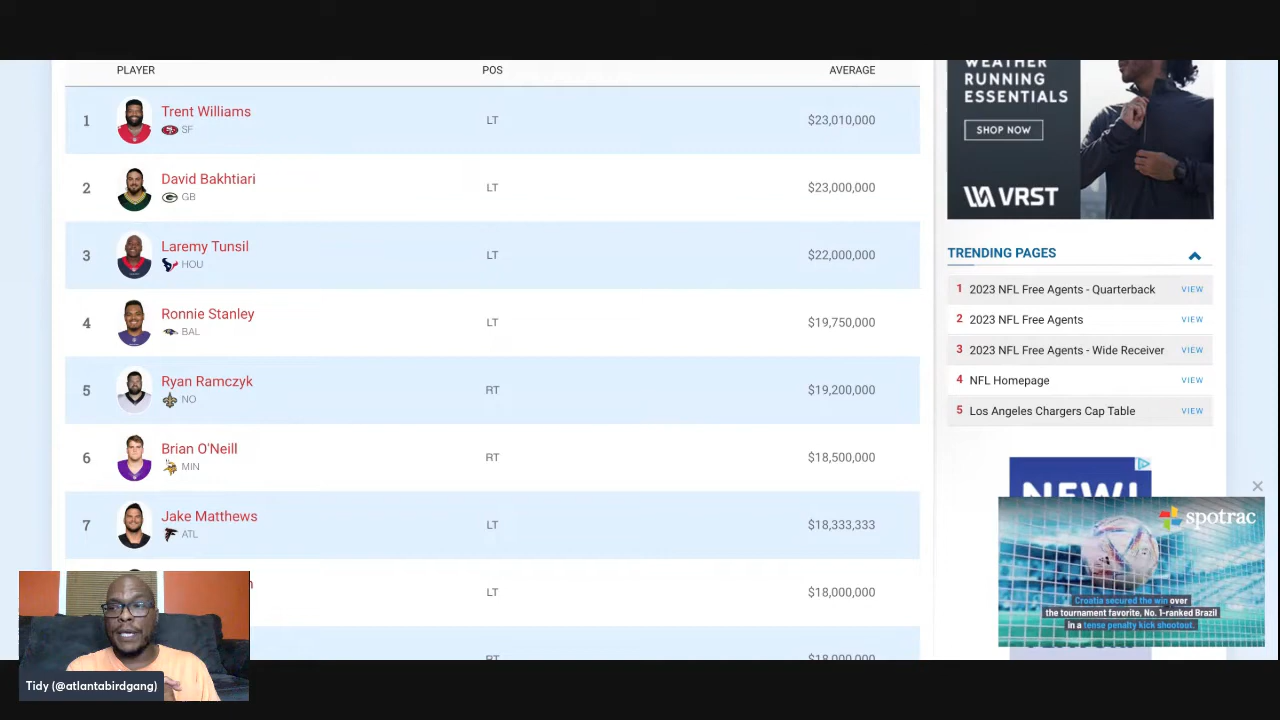 PLAYER POS AVERAGE
1 Trent Williams LT $23,010,000
SF
2 David Bakhtiari LT $23,000,000
GB
3 Laremy Tunsil LT $22,000,000
HOU
4 Ronnie Stanley LT $19,750,000
BAL
5 Ryan Ramczyk RT $19,200,000
NO
6 Brian O'Neill RT $18,500,000
MIN
7 Jake Matthews LT $18,333,333
ATL
LT $18,000,000
RT $18,000,000
WEATHER
RUNNING
ESSENTIALS
SHOP NOW
VRST
TRENDING PAGES
1 2023 NFL Free Agents - Quarterback VIEW
2 2023 NFL Free Agents VIEW
3 2023 NFL Free Agents - Wide Receiver VIEW
4 NFL Homepage VIEW
5 Los Angeles Chargers Cap Table VIEW
NEW!
spotrac
Croatia secured the win over
the tournament favorite, No. 1-ranked Brazil
in a tense penalty kick shootout.
Tidy (@atlantabirdgang)